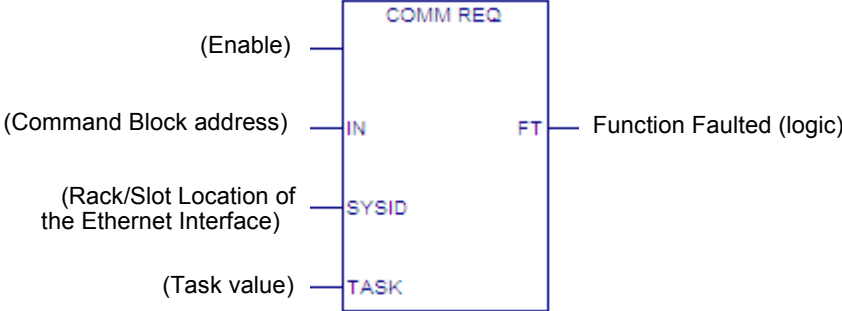 COMM REQ
(Enable)
(Command Block address)
IN
FT
Function Faulted (logic)
(Rack/Slot Location of
the Ethernet Interface)
SYSID
(Task value)
TASK